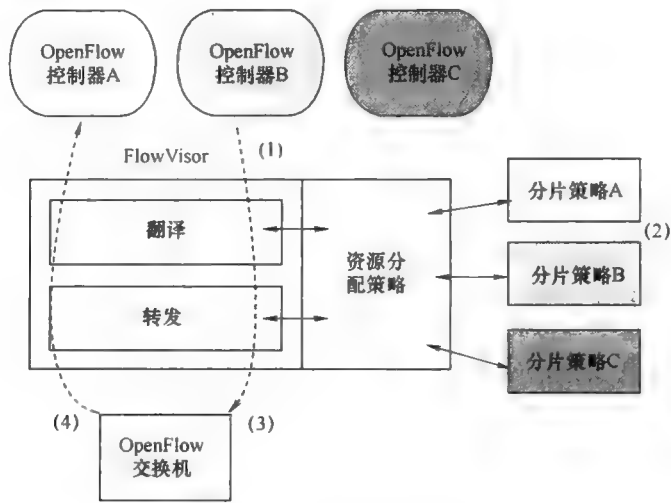 OpenFlow
控制器A
OpenFlow
控制器B
OpenFlow
控制器C
FlowVisor
(1)
翻译
转发
资源分
配策略
分片策略A
(2)
分片策略B
分片策略C
(4)
(3)
OpenFlow
交换机